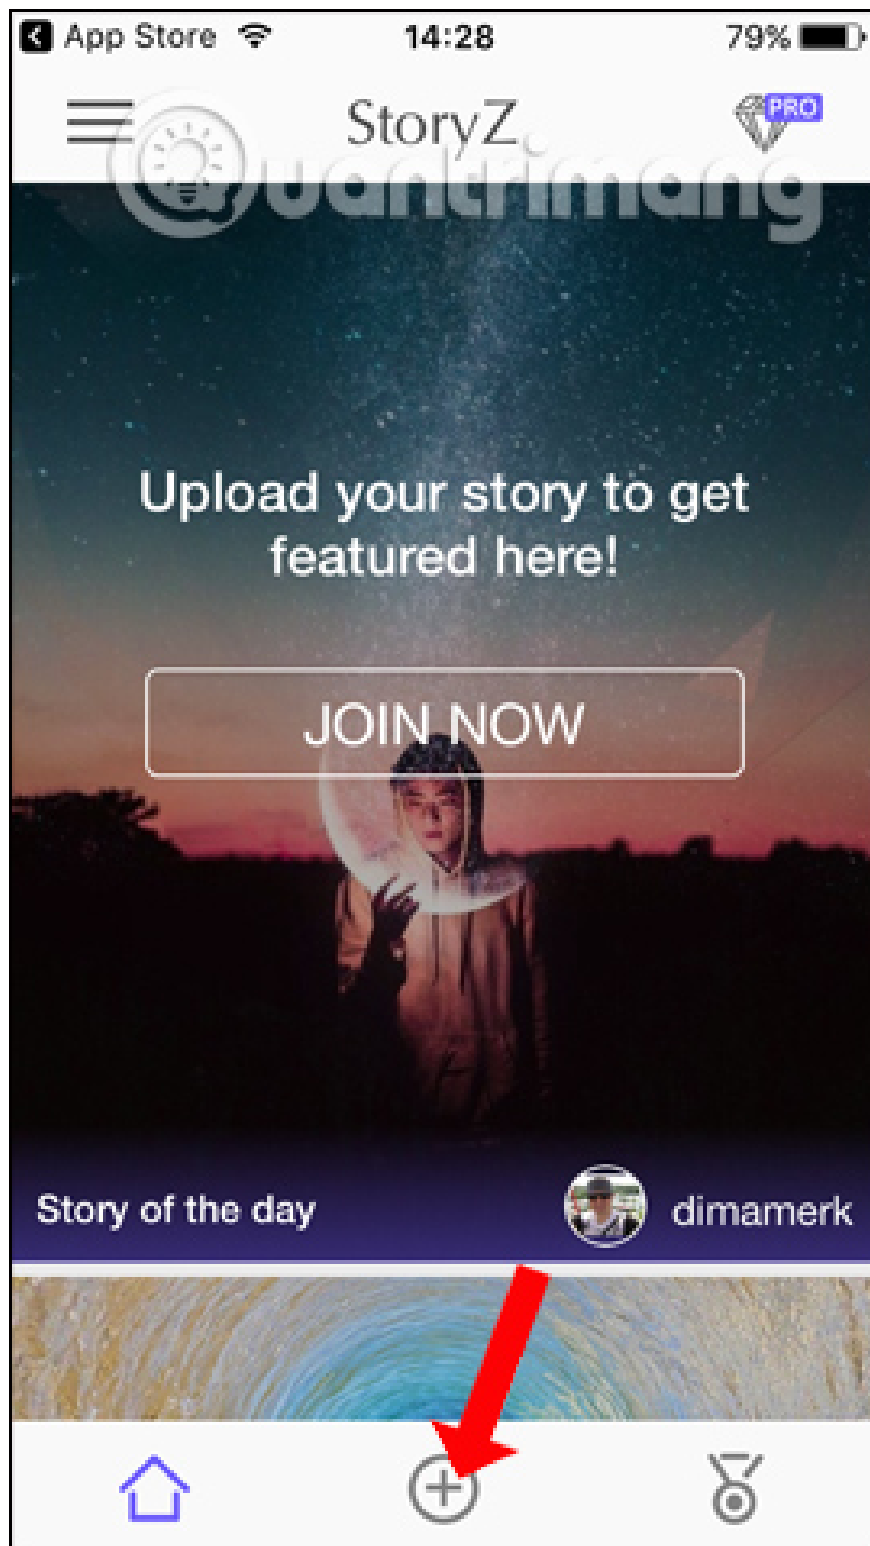 App Store 14:28 79%
StoryZ PRO
Quantrimang
Upload your story to get
featured here!
JOIN NOW
Story of the day dimamerk